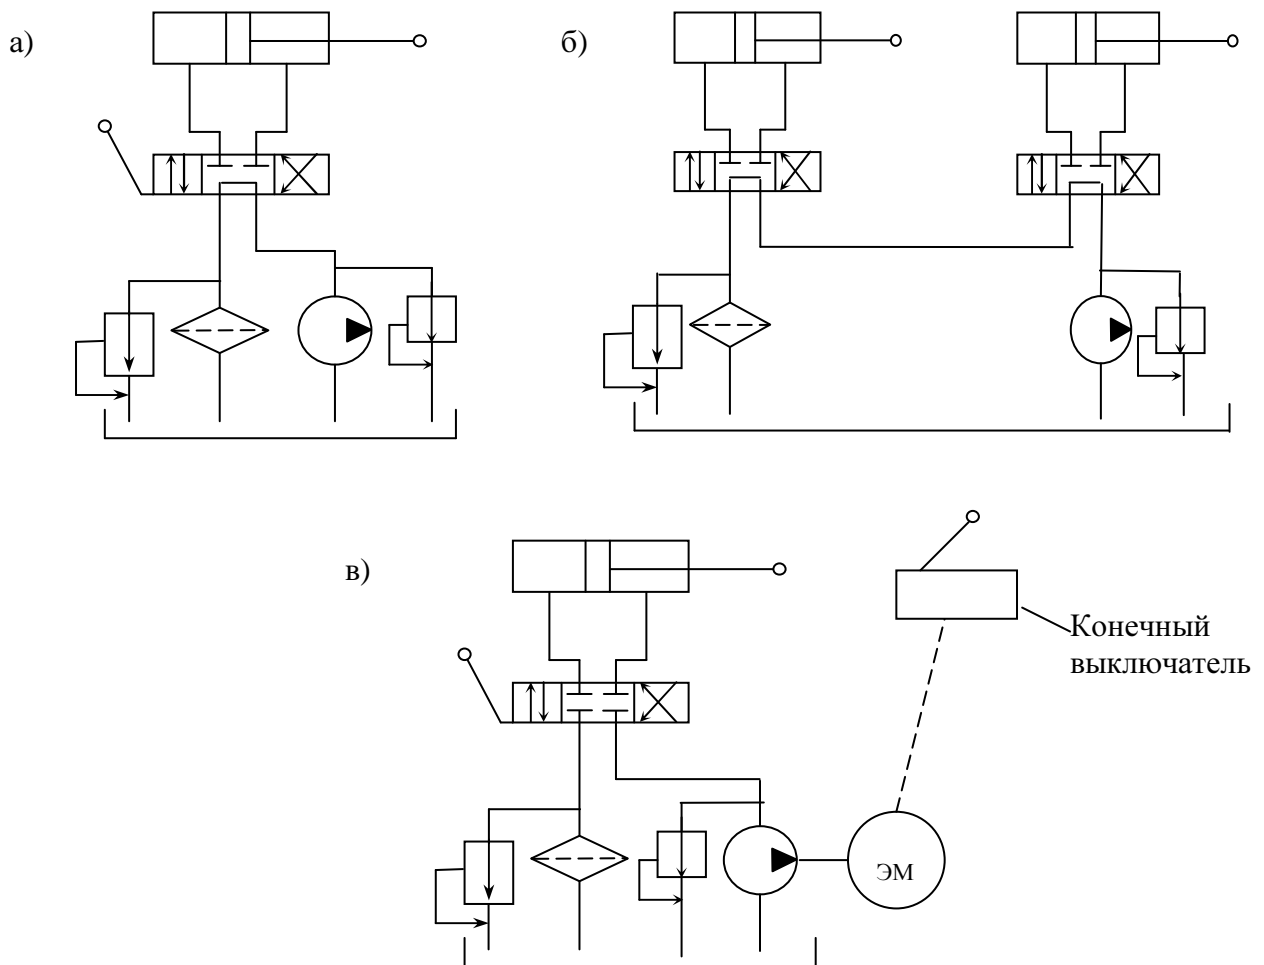 а)
б)
в)
Конечный
выключатель
ЭМ